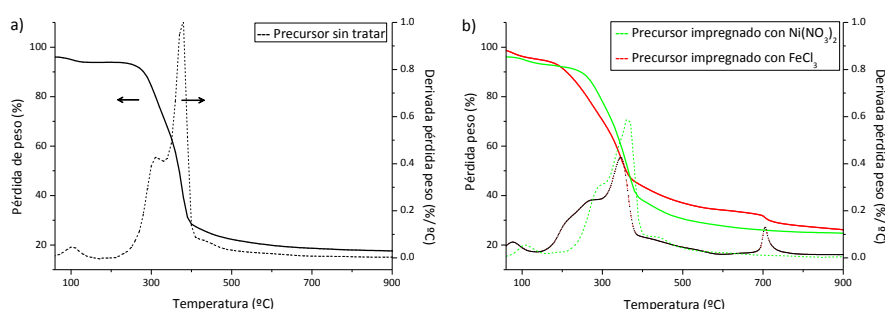 a)
Precursor sin tratar
Pérdida de peso (%)
100
80
60
40
20
1.0
0.8
0.6
0.4
0.2
0.0
Derivada pérdida peso (%/ ºC)
100
300
500
700
900
Temperatura (ºC)
b)
Precursor impregnado con Ni(NO3)2
Precursor impregnado con FeCl3
Pérdida peso (%)
100
80
60
40
20
1.0
0.8
0.6
0.4
0.2
0.0
Derivada pérdida peso
(%/ ºC)
100
300
500
700
900
Temperatura (ºC)